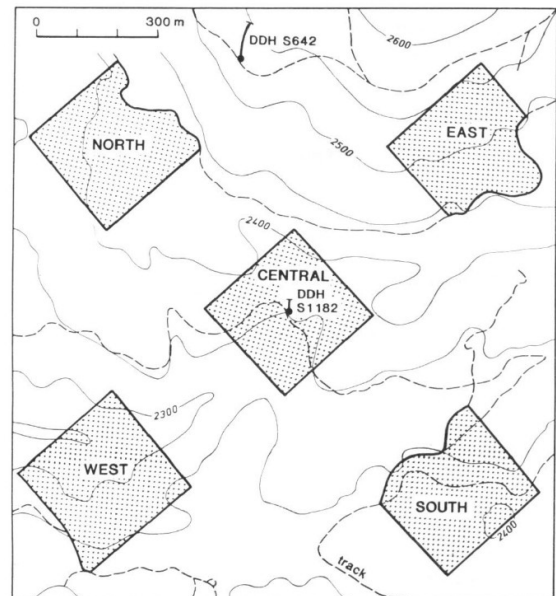 0 300 m
DDH S642
2600
NORTH
EAST
2500
2400
CENTRAL
DDH
S1182
2300
WEST
SOUTH
2400
track